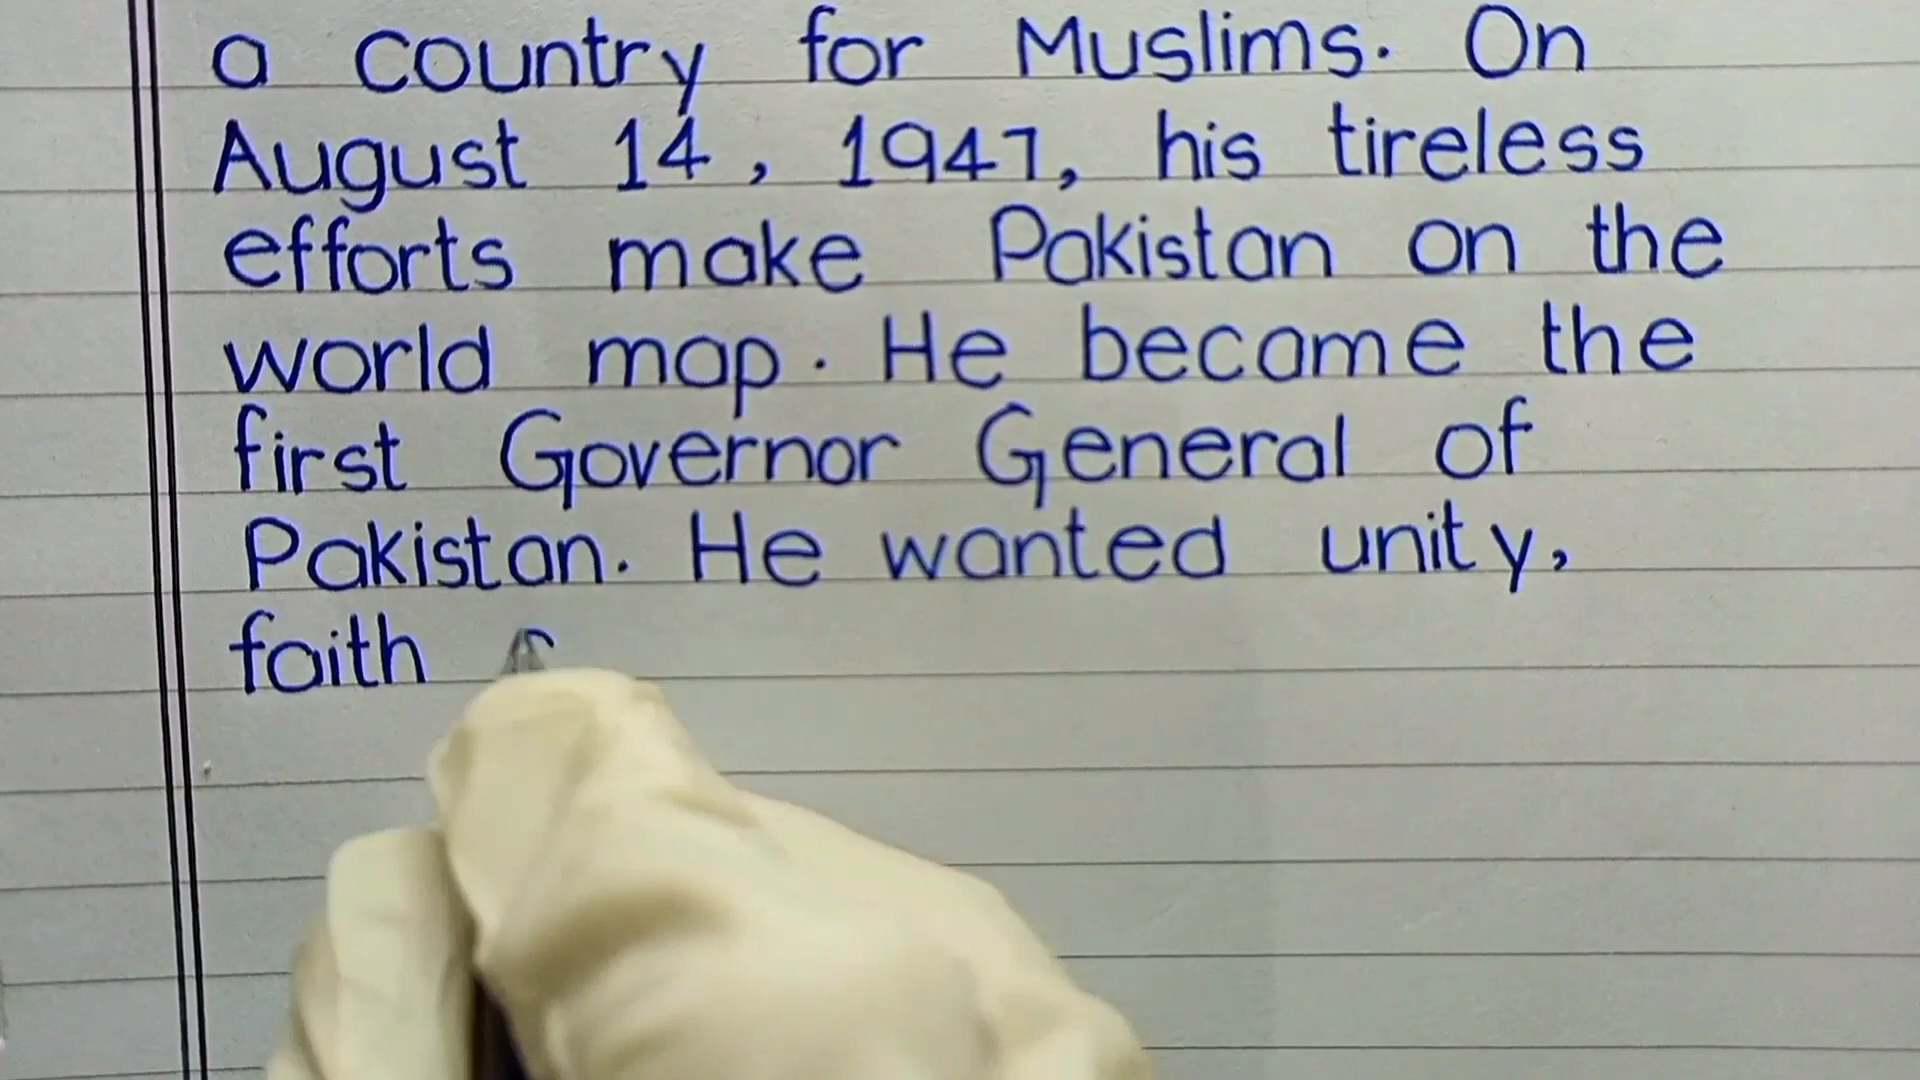 a country for Muslims. On
August 14, 1947, his tireless
efforts make Pakistan on the
world map. He become the
first Governor General of
Pakistan. He wanted unity,
faith